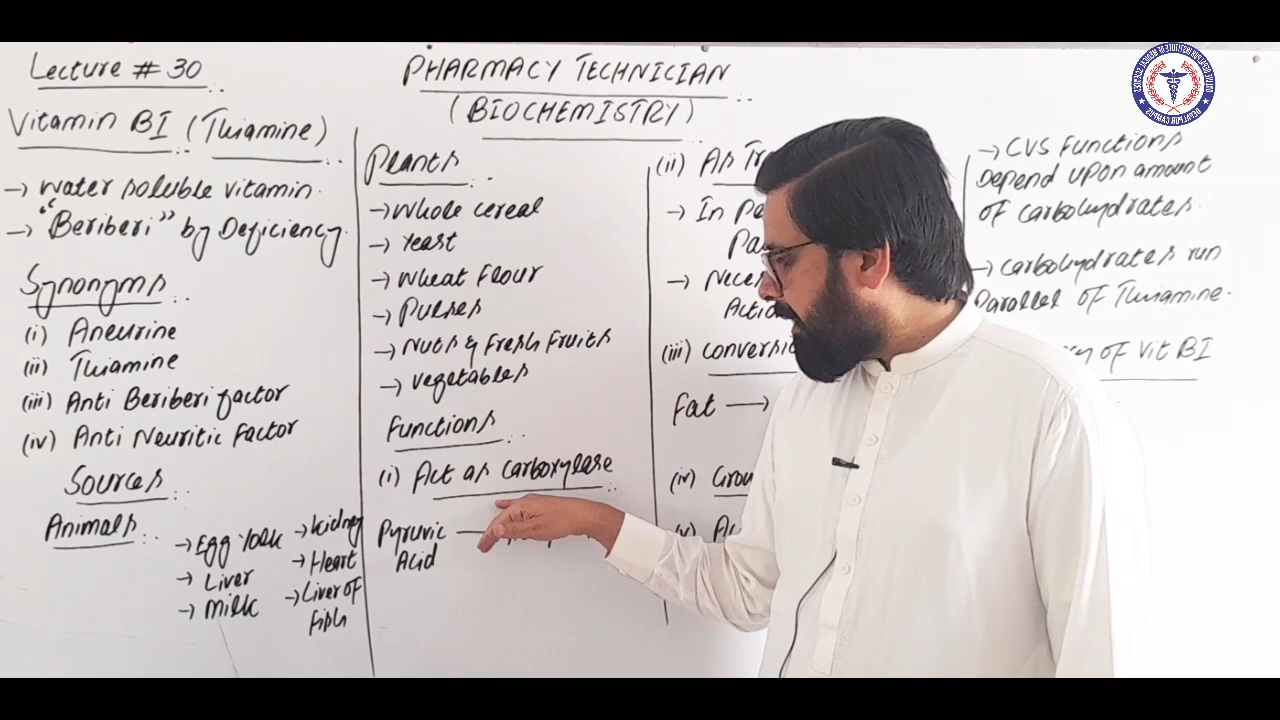 Lecture # 30
PHARMACY TECHNICIAN
(BIOCHEMISTRY)
Vitamin B1 (Thiamine)
→ Water soluble vitamin.
→ "Beriberi" by Deficiency.
Synonyms
(i) Aneurine
(ii) Thiamine
(iii) Anti Beriberi factor
(iv) Anti Neuritic Factor
Sources
Animals
→ Egg Yolk
→ Liver
→ Milk
→ Kidney
→ Heart
→ Liver of
Fish
Plants
→ Whole cereal
→ Yeast
→ Wheat Flour
→ Pulses
→ Nuts & Fresh Fruits
→ Vegetables
Functions
(i) Act as carboxylase
Pyruvic →
Acid
(ii) As
→ In
→
(iii)
Fat →
(iv)
(v)
→ CVS Functions
Depend upon amount
of carbohydrates.
→ Carbohydrates run
Parallel of Thiamine.
of Vit B1